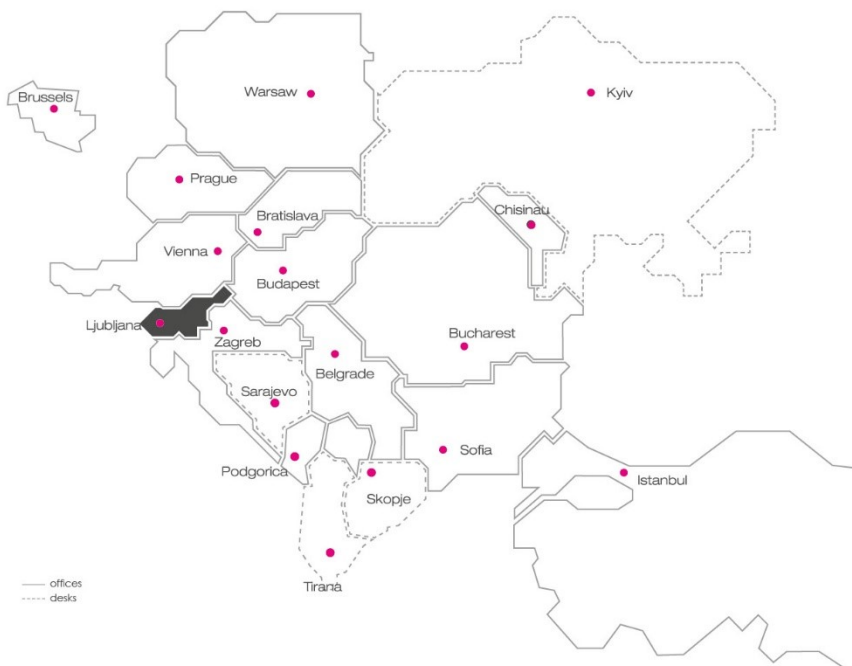 Warsaw
Kyiv
Brussels
Prague
Chisinau
Bratislava
Vienna
Budapest
Ljubljana
Zagreb
Bucharest
Belgrade
Sarajevo
Sofia
Podgorica
Skopje
Istanbul
Tirana
offices
desks